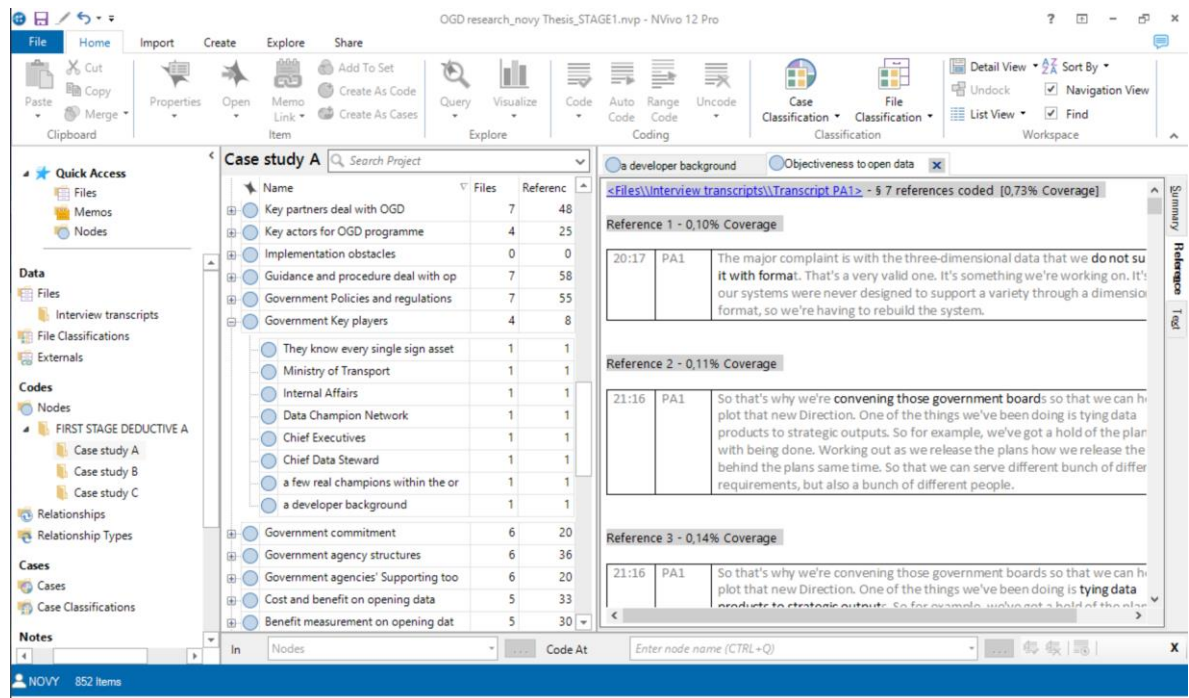 OGD research_novy Thesis_STAGE1.nvp - NVivo 12 Pro
File Home Import Create Explore Share
Paste
Cut
Copy
Merge
Clipboard
Properties
Open
Memo Link
Add To Set
Create As Code
Create As Cases
Item
Query
Visualize
Explore
Code
Auto Code
Range Code
Uncode
Coding
Case Classification
File Classification
Classification
Detail View
Sort By
Undock
Navigation View
List View
Find
Workspace
Quick Access
Files
Memos
Nodes
Data
Files
Interview transcripts
File Classifications
Externals
Codes
Nodes
FIRST STAGE DEDUCTIVE A
Case study A
Case study B
Case study C
Relationships
Relationship Types
Cases
Cases
Case Classifications
Notes
Case study A Search Project
Name Files Referenc
Key partners deal with OGD 7 48
Key actors for OGD programme 4 25
Implementation obstacles 0 0
Guidance and procedure deal with op 7 58
Government Policies and regulations 7 55
Government Key players 4 8
They know every single sign asset 1 1
Ministry of Transport 1 1
Internal Affairs 1 1
Data Champion Network 1 1
Chief Executives 1 1
Chief Data Steward 1 1
a few real champions within the or 1 1
a developer background 1 1
Government commitment 6 20
Government agency structures 6 36
Government agencies' Supporting too 6 20
Cost and benefit on opening data 5 33
Benefit measurement on opening dat 5 30
a developer background Objectiveness to open data
<Files\\Interview transcripts\\Transcript PA1> - § 7 references coded [0,73% Coverage]
Reference 1 - 0,10% Coverage
20:17 PA1 The major complaint is with the three-dimensional data that we do not su
it with format. That's a very valid one. It's something we're working on. It's
our systems were never designed to support a variety through a dimension
format, so we're having to rebuild the system.
Reference 2 - 0,11% Coverage
21:16 PA1 So that's why we're convening those government boards so that we can he
plot that new Direction. One of the things we've been doing is tying data
products to strategic outputs. So for example, we've got a hold of the plan
with being done. Working out as we release the plans how we release the
behind the plans same time. So that we can serve different bunch of differ
requirements, but also a bunch of different people.
Reference 3 - 0,14% Coverage
21:16 PA1 So that's why we're convening those government boards so that we can he
plot that new Direction. One of the things we've been doing is tying data
products to strategic outputs. So for example, we've got a hold of the plan
Summary
Reference
Text
In Nodes Code At Enter node name (CTRL+Q) X
NOVY 852 Items